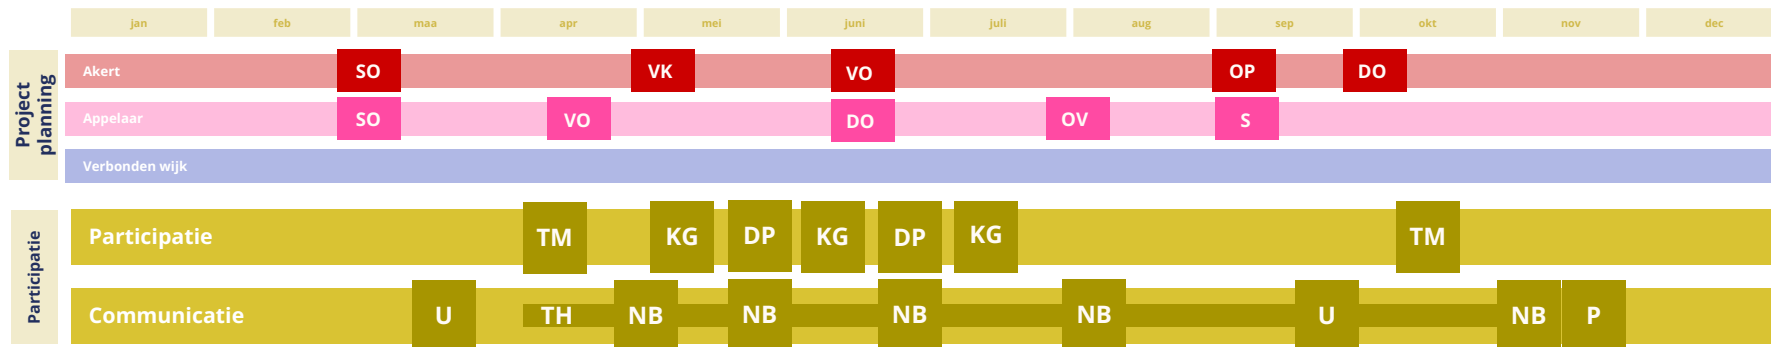 jan feb maa apr mei juni juli aug sep okt nov dec
Project
planning
Akert SO VK VO OP DO
Appelaar SO VO DO OV S
Verbonden wijk
Participatie
Participatie TM KG DP KG DP KG TM
Communicatie U TH NB NB NB NB U NB P